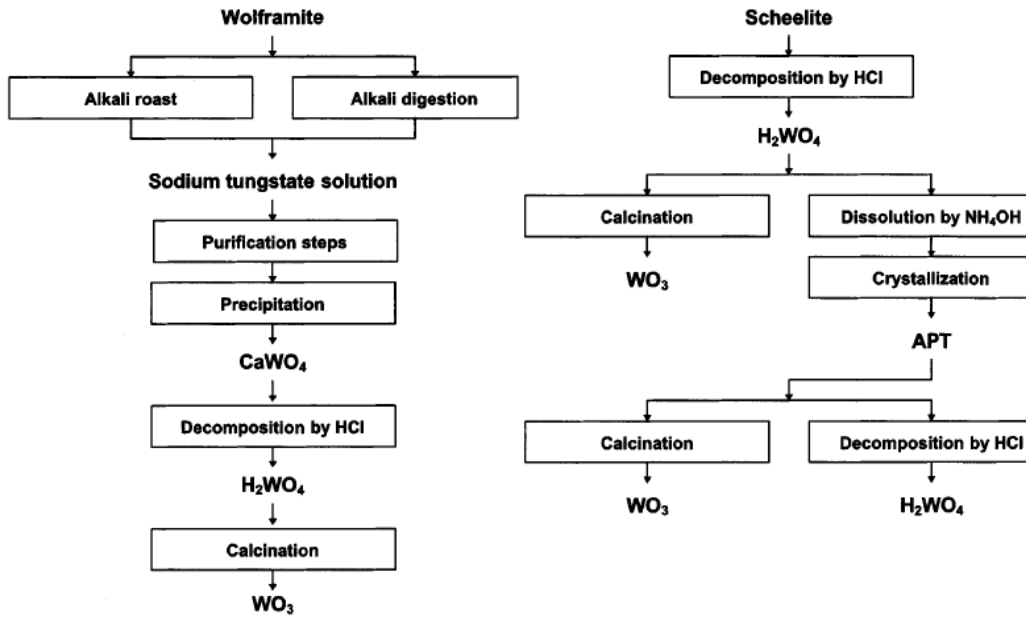 Wolframite
Alkali roast
Alkali digestion
Sodium tungstate solution
Purification steps
Precipitation
CaWO₄
Decomposition by HCl
H₂WO₄
Calcination
WO₃
Scheelite
Decomposition by HCl
H₂WO₄
Calcination
Dissolution by NH₄OH
WO₃
Crystallization
APT
Calcination
Decomposition by HCl
WO₃
H₂WO₄